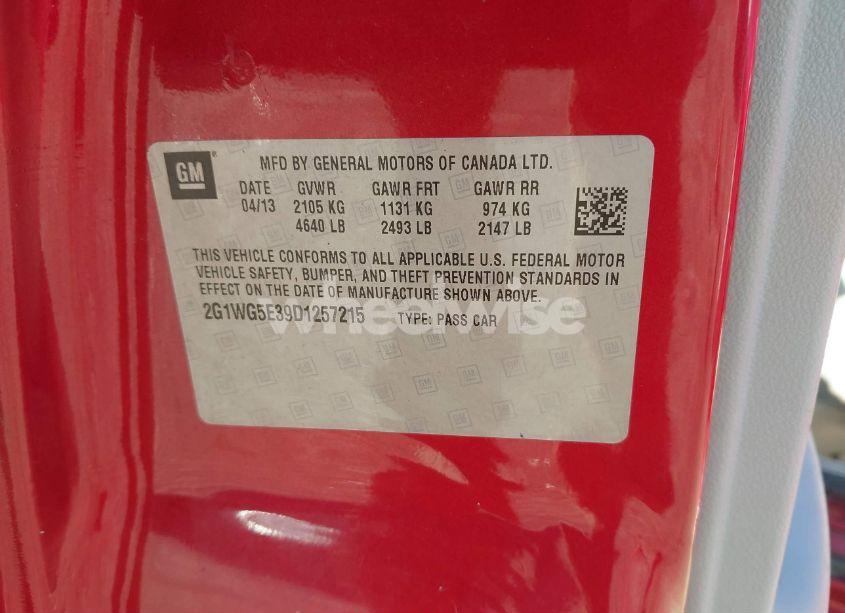 GM MFD BY GENERAL MOTORS OF CANADA LTD.
DATE GVWR GAWR FRT GAWR RR
04/13 2105 KG 1131 KG 974 KG
4640 LB 2493 LB 2147 LB
THIS VEHICLE CONFORMS TO ALL APPLICABLE U.S. FEDERAL MOTOR
VEHICLE SAFETY, BUMPER, AND THEFT PREVENTION STANDARDS IN
EFFECT ON THE DATE OF MANUFACTURE SHOWN ABOVE.
2G1WG5E39D1257215 TYPE: PASS CAR
wheelwise